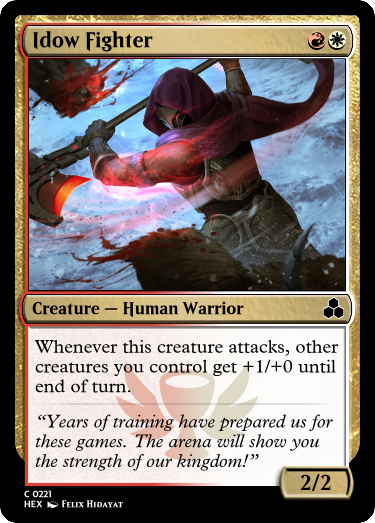 Idow Fighter
Creature — Human Warrior
Whenever this creature attacks, other
creatures you control get +1/+0 until
end of turn.
“Years of training have prepared us for
these games. The arena will show you
the strength of our kingdom!”
2/2
C 0221
HEX Felix Hidayat